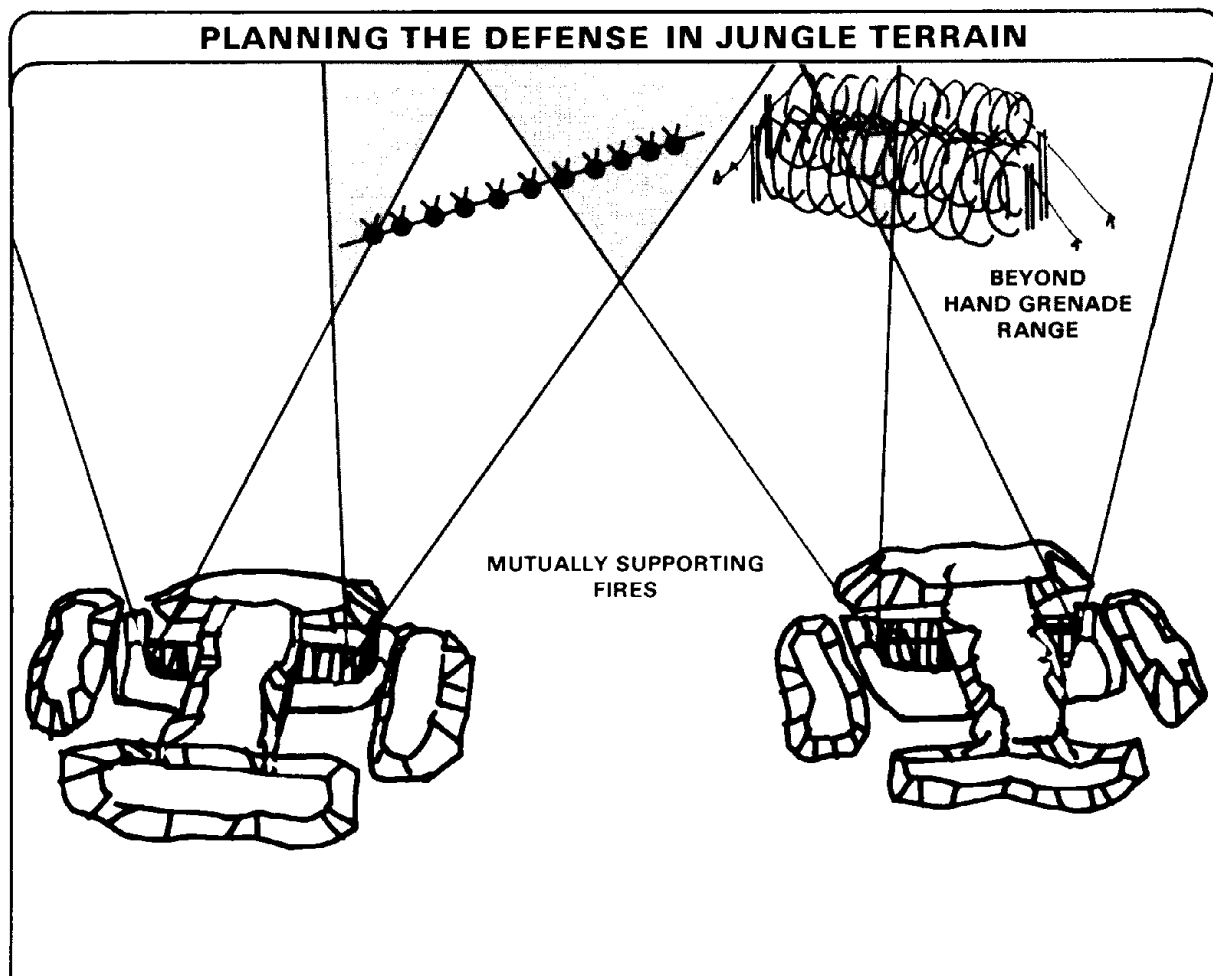 PLANNING THE DEFENSE IN JUNGLE TERRAIN
BEYOND
HAND GRENADE
RANGE
MUTUALLY SUPPORTING
FIRES